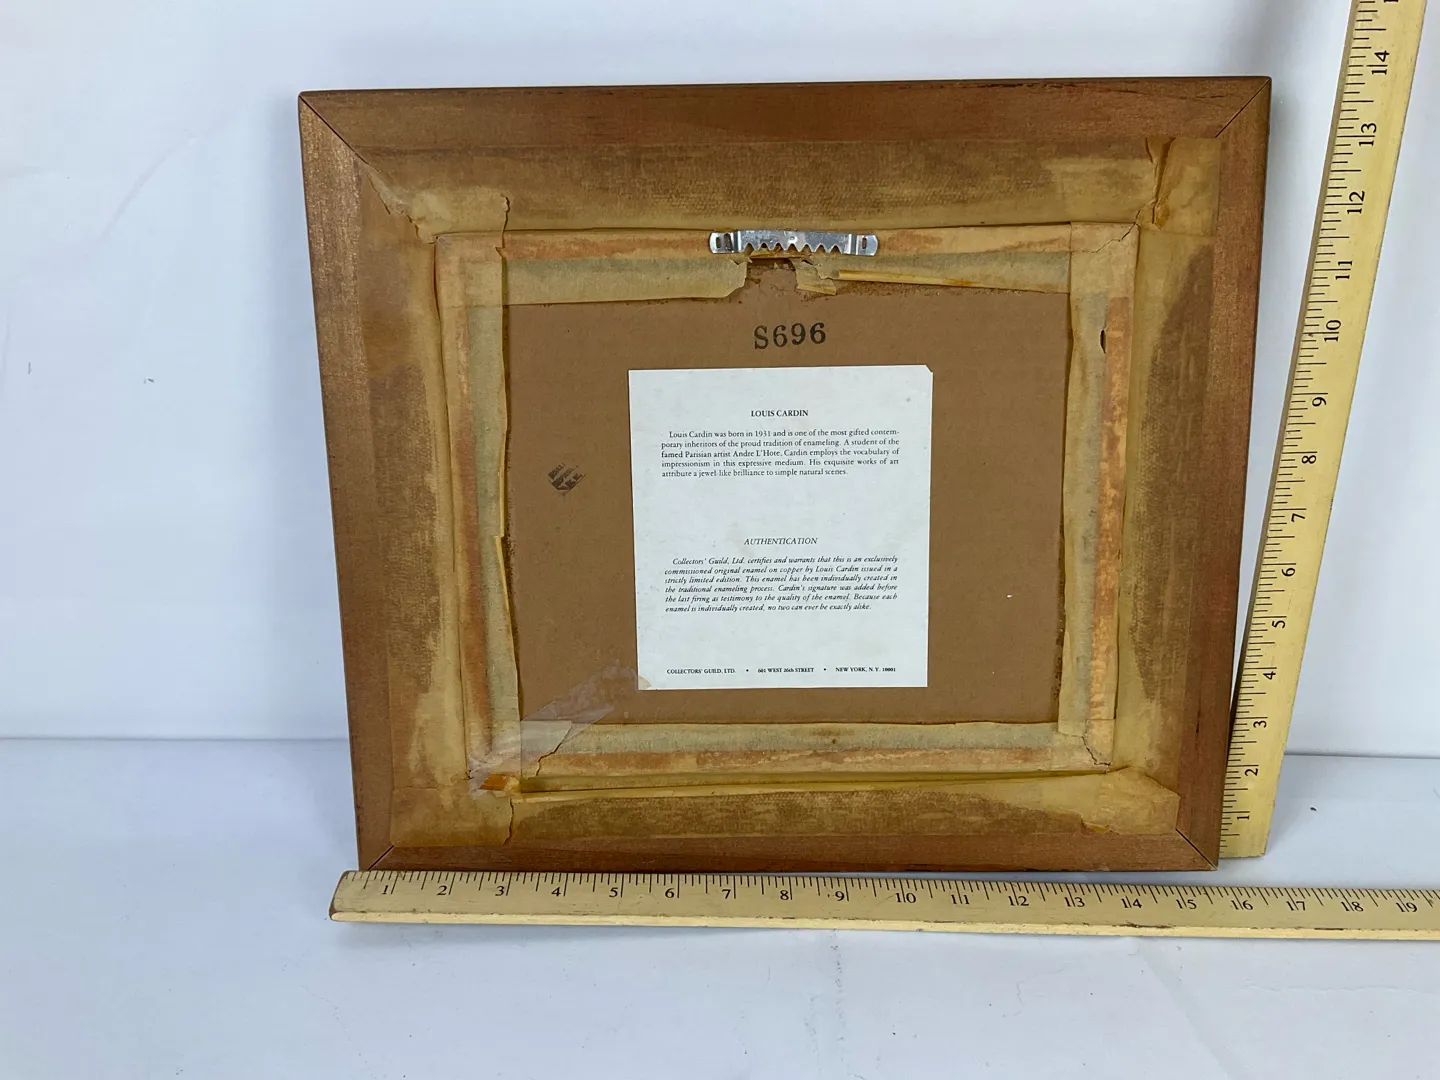 S696
LOUIS CARDIN
Louis Cardin was born in 1931 and is one of the most gifted contem-
porary inheritors of the proud tradition of enameling. A student of the
famed Parisian artist Andre L'Hote, Cardin employs the vocabulary of
impressionism in this expressive medium. His exquisite works of art
attribute a jewel-like brilliance to simple natural scenes.
AUTHENTICATION
Collectors' Guild, Ltd. certifies and warrants that this is an exclusively
commissioned original enamel on copper by Louis Cardin issued in a
strictly limited edition. This enamel has been individually created in
the traditional enameling process. Cardin's signature was added before
the last firing as testimony to the quality of the enamel. Because each
enamel is individually created, no two can ever be exactly alike.
COLLECTORS' GUILD, LTD. • 601 WEST 26th STREET • NEW YORK, N. Y. 10001
14
13
12
11
10
9
8
7
6
5
4
3
2
1
1 2 3 4 5 6 7 8 9 10 11 12 13 14 15 16 17 18 19